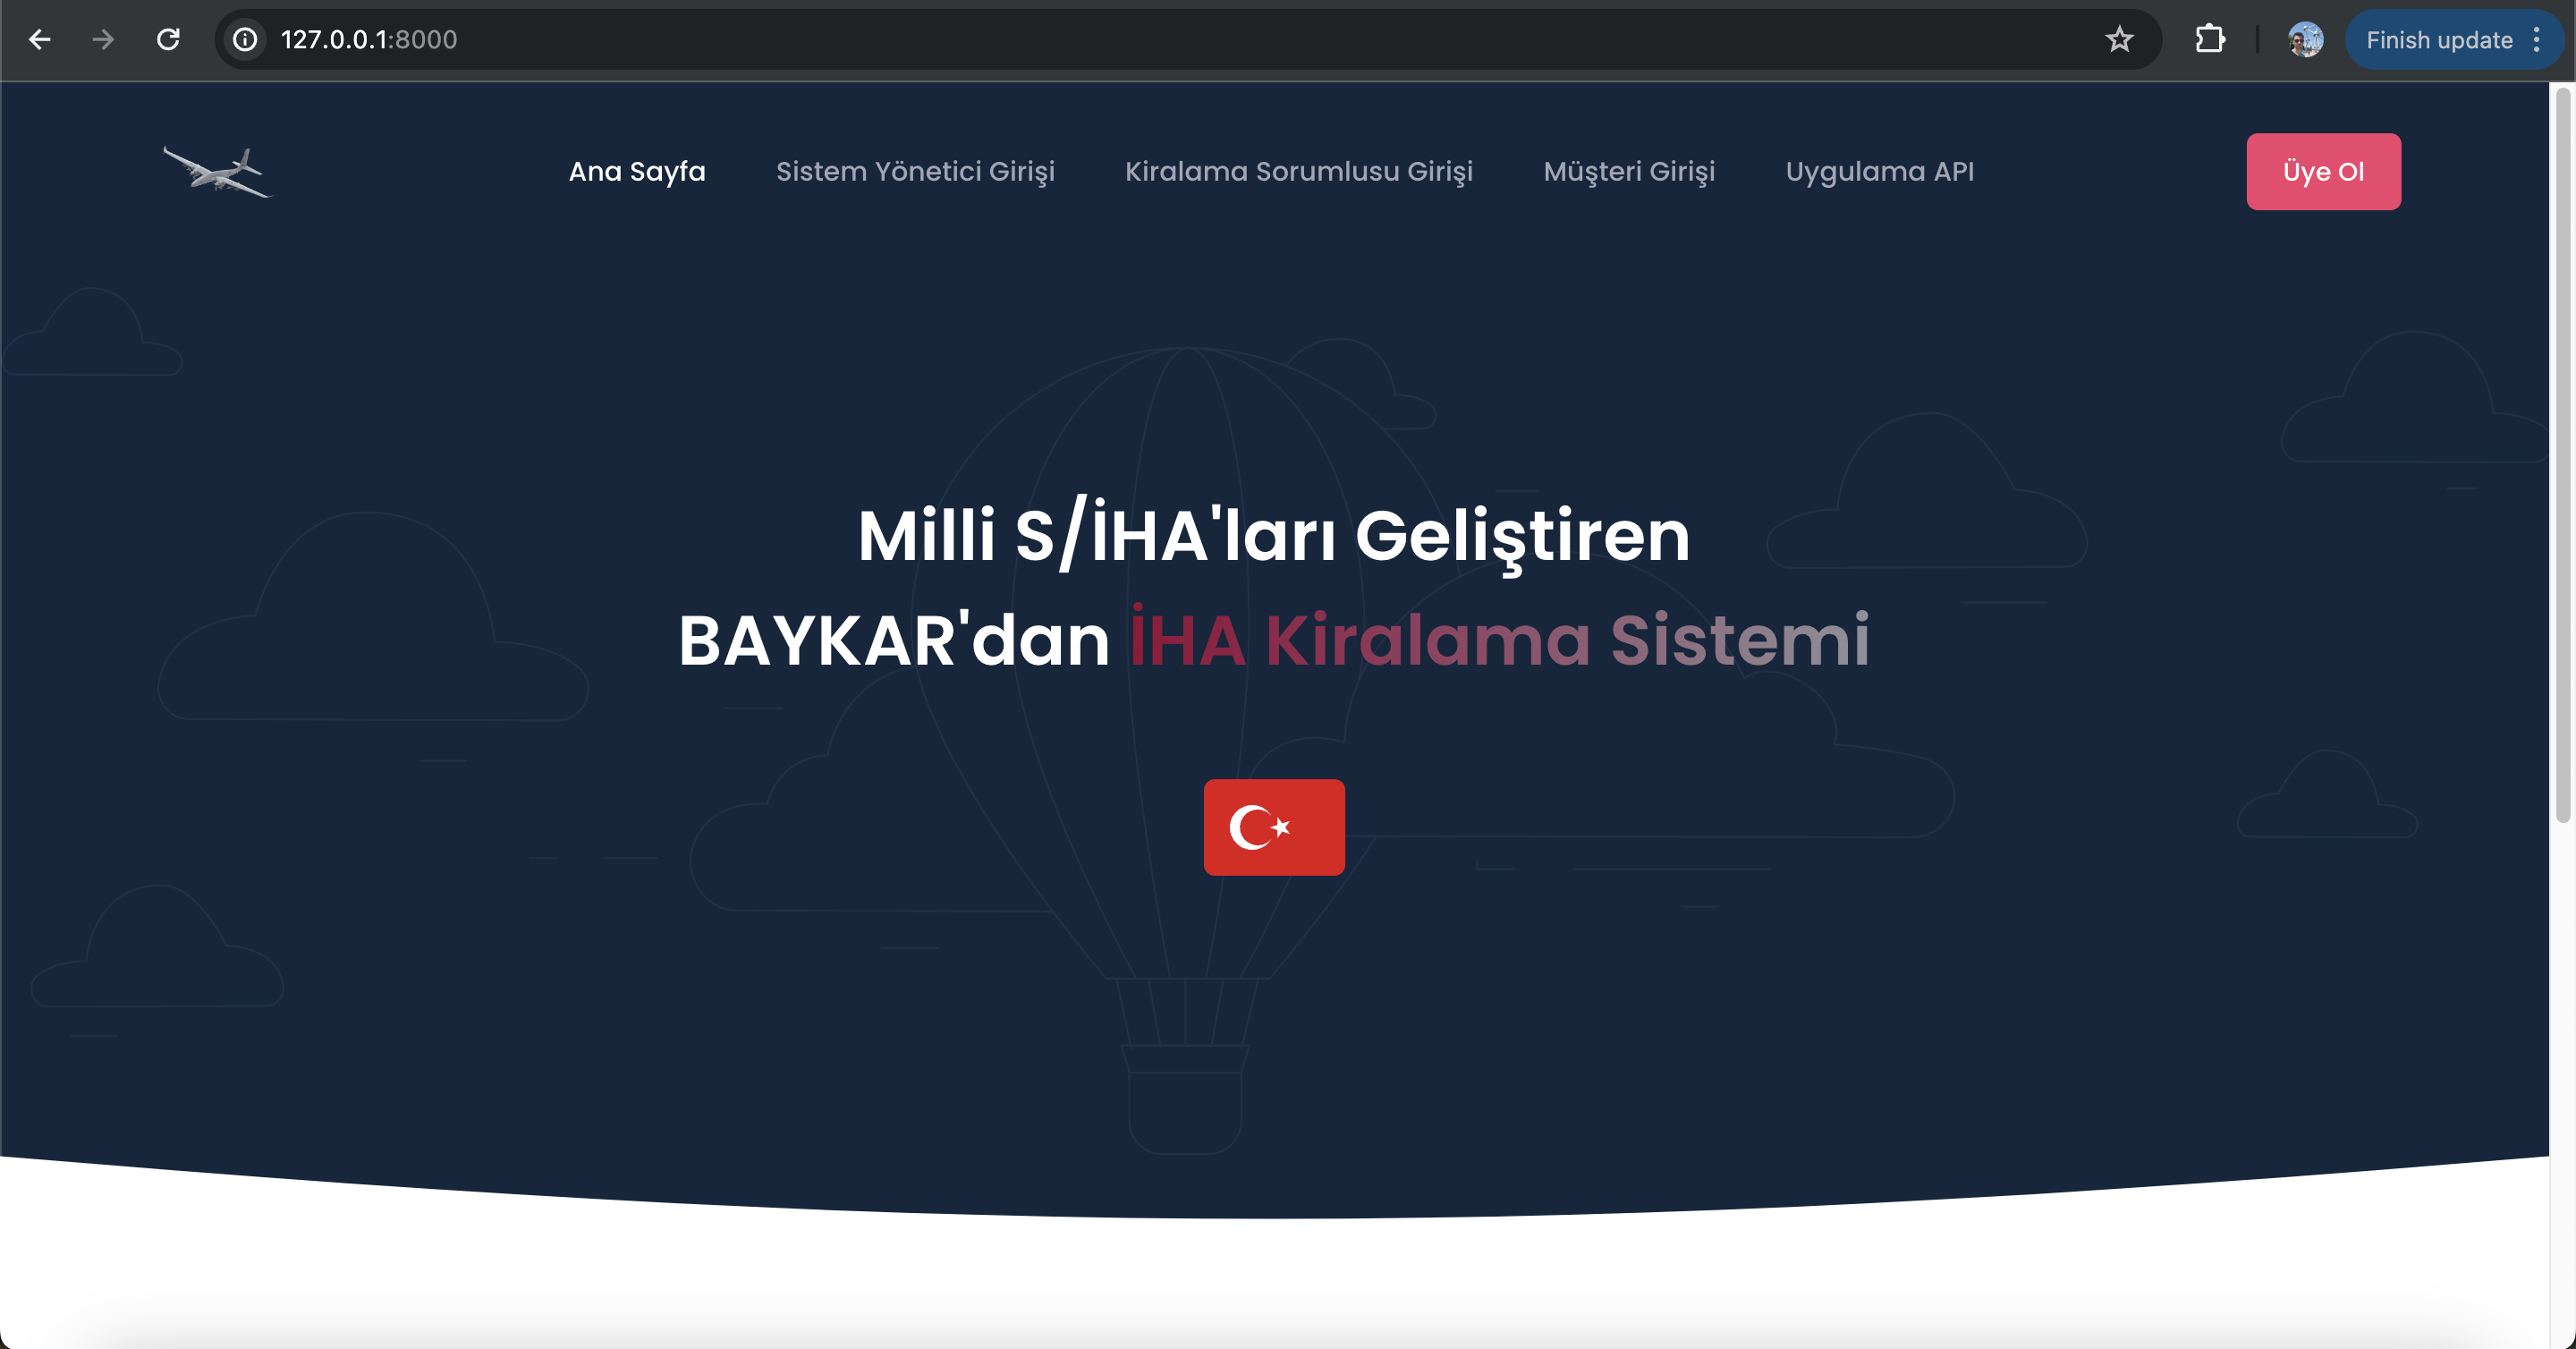 127.0.0.1:8000
Finish update
Ana Sayfa
Sistem Yönetici Girişi
Kiralama Sorumlusu Girişi
Müşteri Girişi
Uygulama API
Üye Ol
Milli S/İHA'ları Geliştiren
BAYKAR'dan İHA Kiralama Sistemi